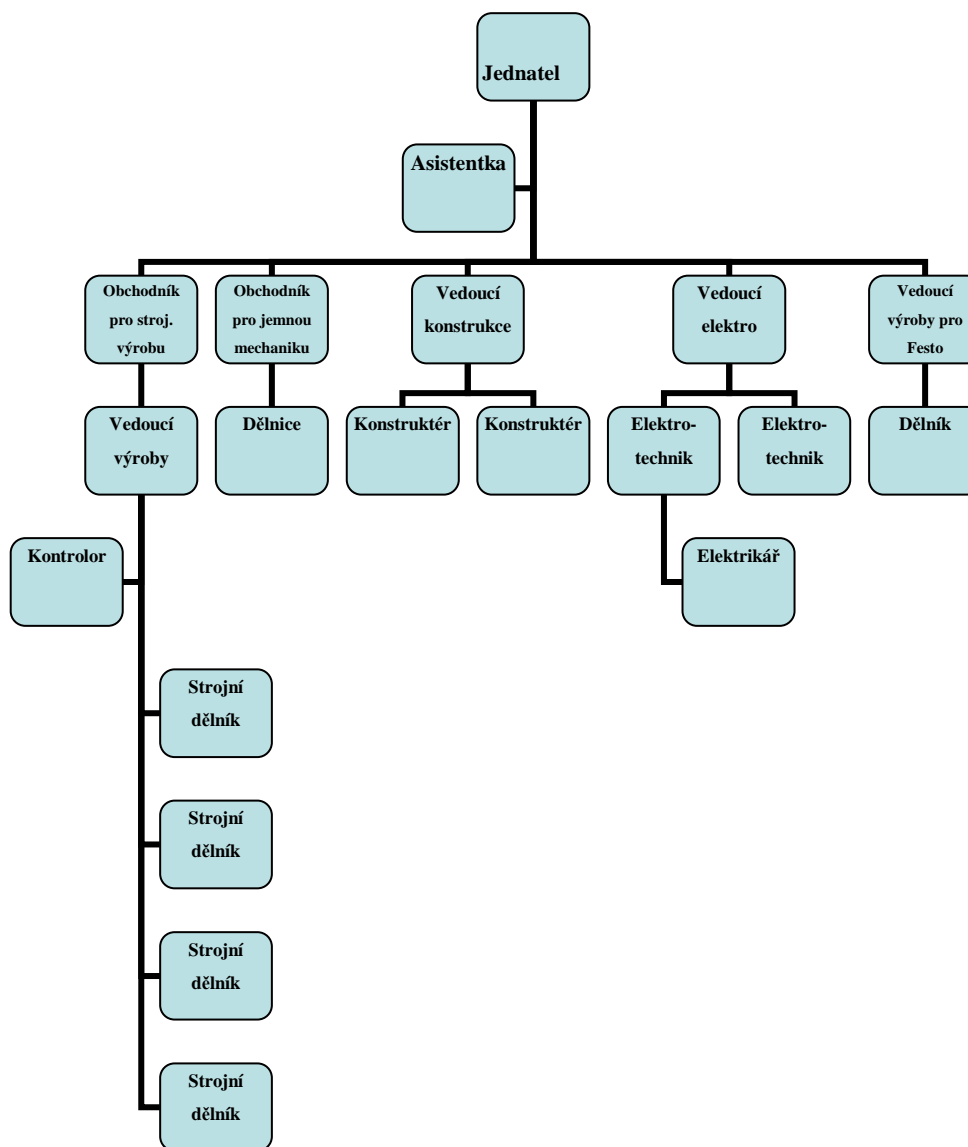 Jednatel
Asistentka
Obchodník
pro stroj.
výrobu
Obchodník
pro jemnou
mechaniku
Vedoucí
konstrukce
Vedoucí
elektro
Vedoucí
výroby pro
Festo
Vedoucí
výroby
Dělnice
Konstruktér
Konstruktér
Elektro-
technik
Elektro-
technik
Dělník
Kontrolor
Elektrikář
Strojní
dělník
Strojní
dělník
Strojní
dělník
Strojní
dělník